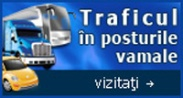 Traficul
în posturile
vamale
vizitaţi →